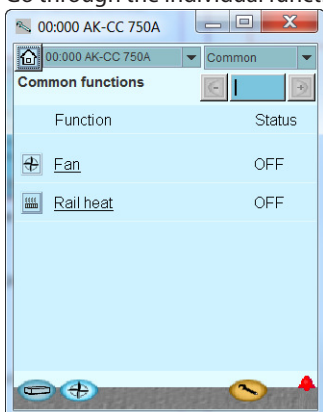 Go through the individual funct
00:000 AK-CC 750A
00:000 AK-CC 750A Common
Common functions
Function Status
Fan OFF
Rail heat OFF